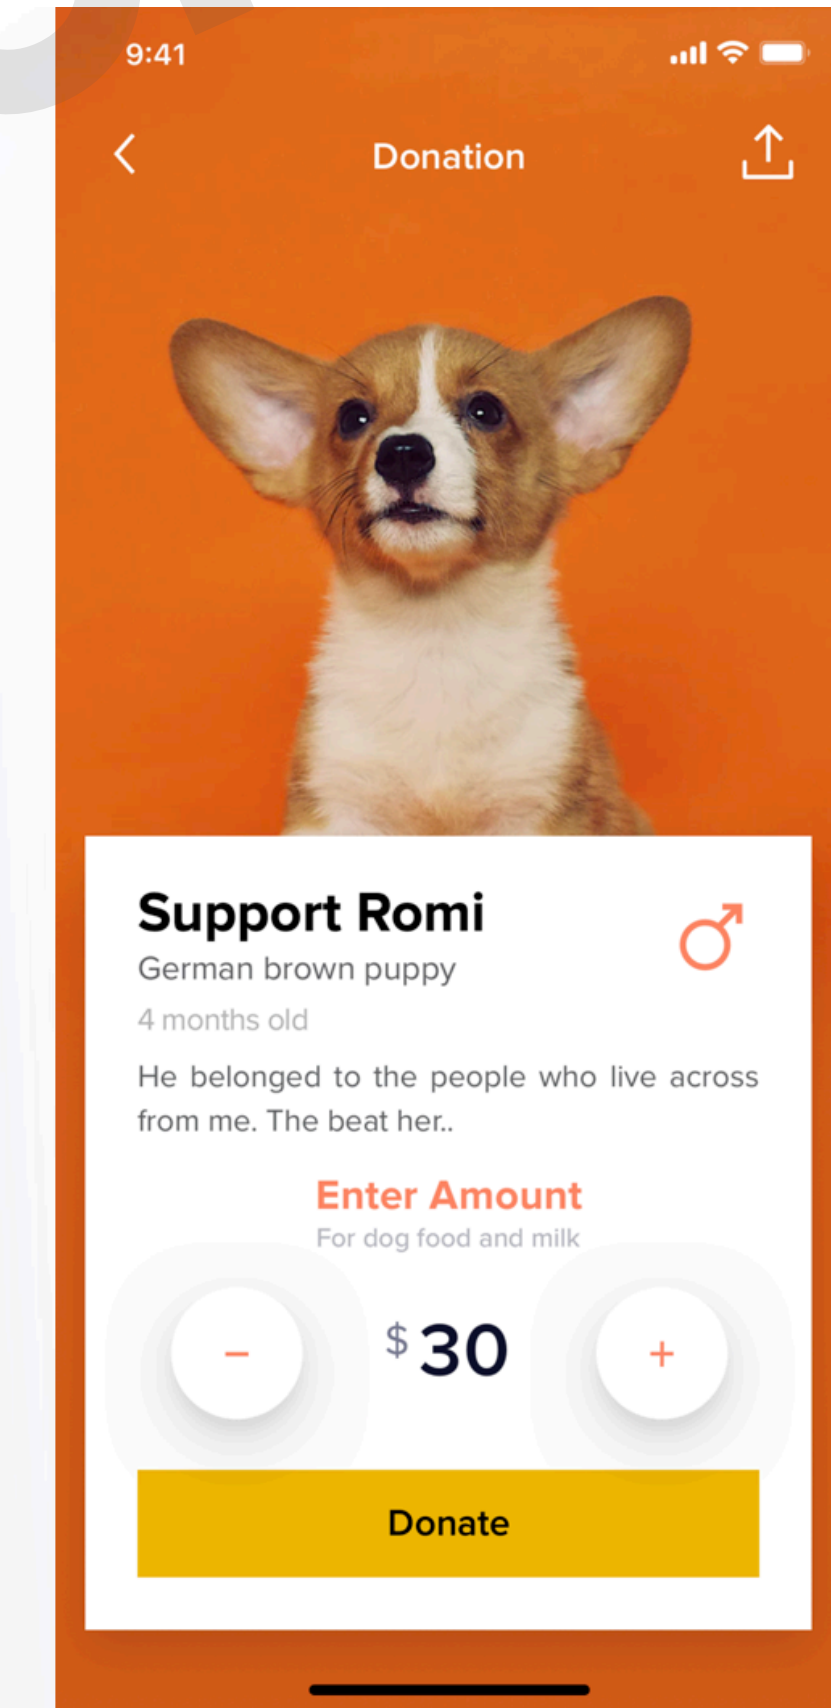 9:41
Donation
Support Romi
German brown puppy
4 months old
He belonged to the people who live across
from me. The beat her..
Enter Amount
For dog food and milk
− $ 30 +
Donate